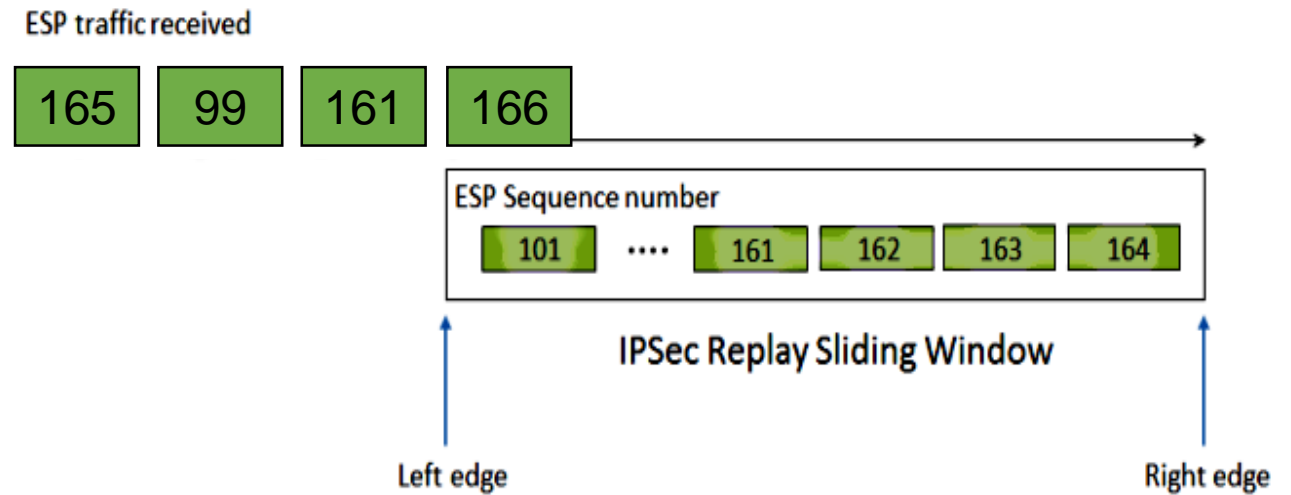 ESP traffic received
165 99 161 166
ESP Sequence number
101 .... 161 162 163 164
IPSec Replay Sliding Window
Left edge Right edge